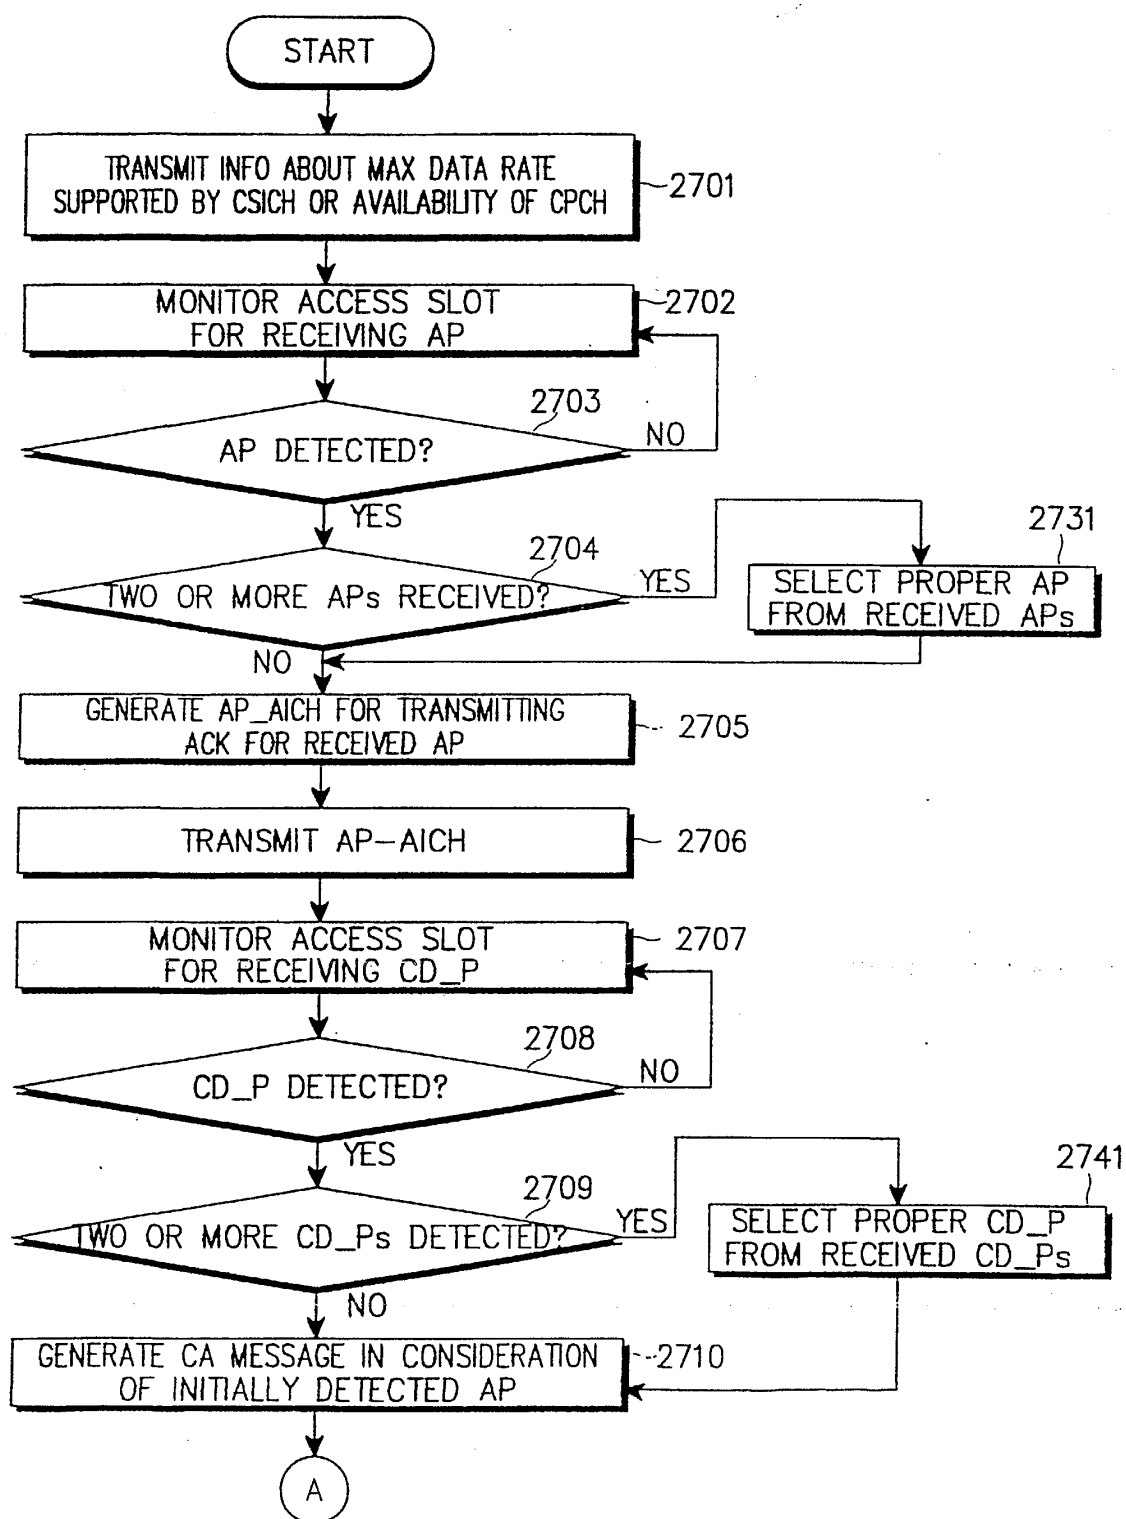 START
TRANSMIT INFO ABOUT MAX DATA RATE
SUPPORTED BY CSICH OR AVAILABILITY OF CPCH
2701
MONITOR ACCESS SLOT
FOR RECEIVING AP
2702
2703
AP DETECTED?
NO
YES
2704
TWO OR MORE APs RECEIVED?
YES
2731
SELECT PROPER AP
FROM RECEIVED APs
NO
GENERATE AP_AICH FOR TRANSMITTING
ACK FOR RECEIVED AP
2705
TRANSMIT AP-AICH
2706
MONITOR ACCESS SLOT
FOR RECEIVING CD_P
2707
2708
CD_P DETECTED?
NO
YES
2709
TWO OR MORE CD_Ps DETECTED?
YES
2741
SELECT PROPER CD_P
FROM RECEIVED CD_Ps
NO
GENERATE CA MESSAGE IN CONSIDERATION
OF INITIALLY DETECTED AP
2710
A